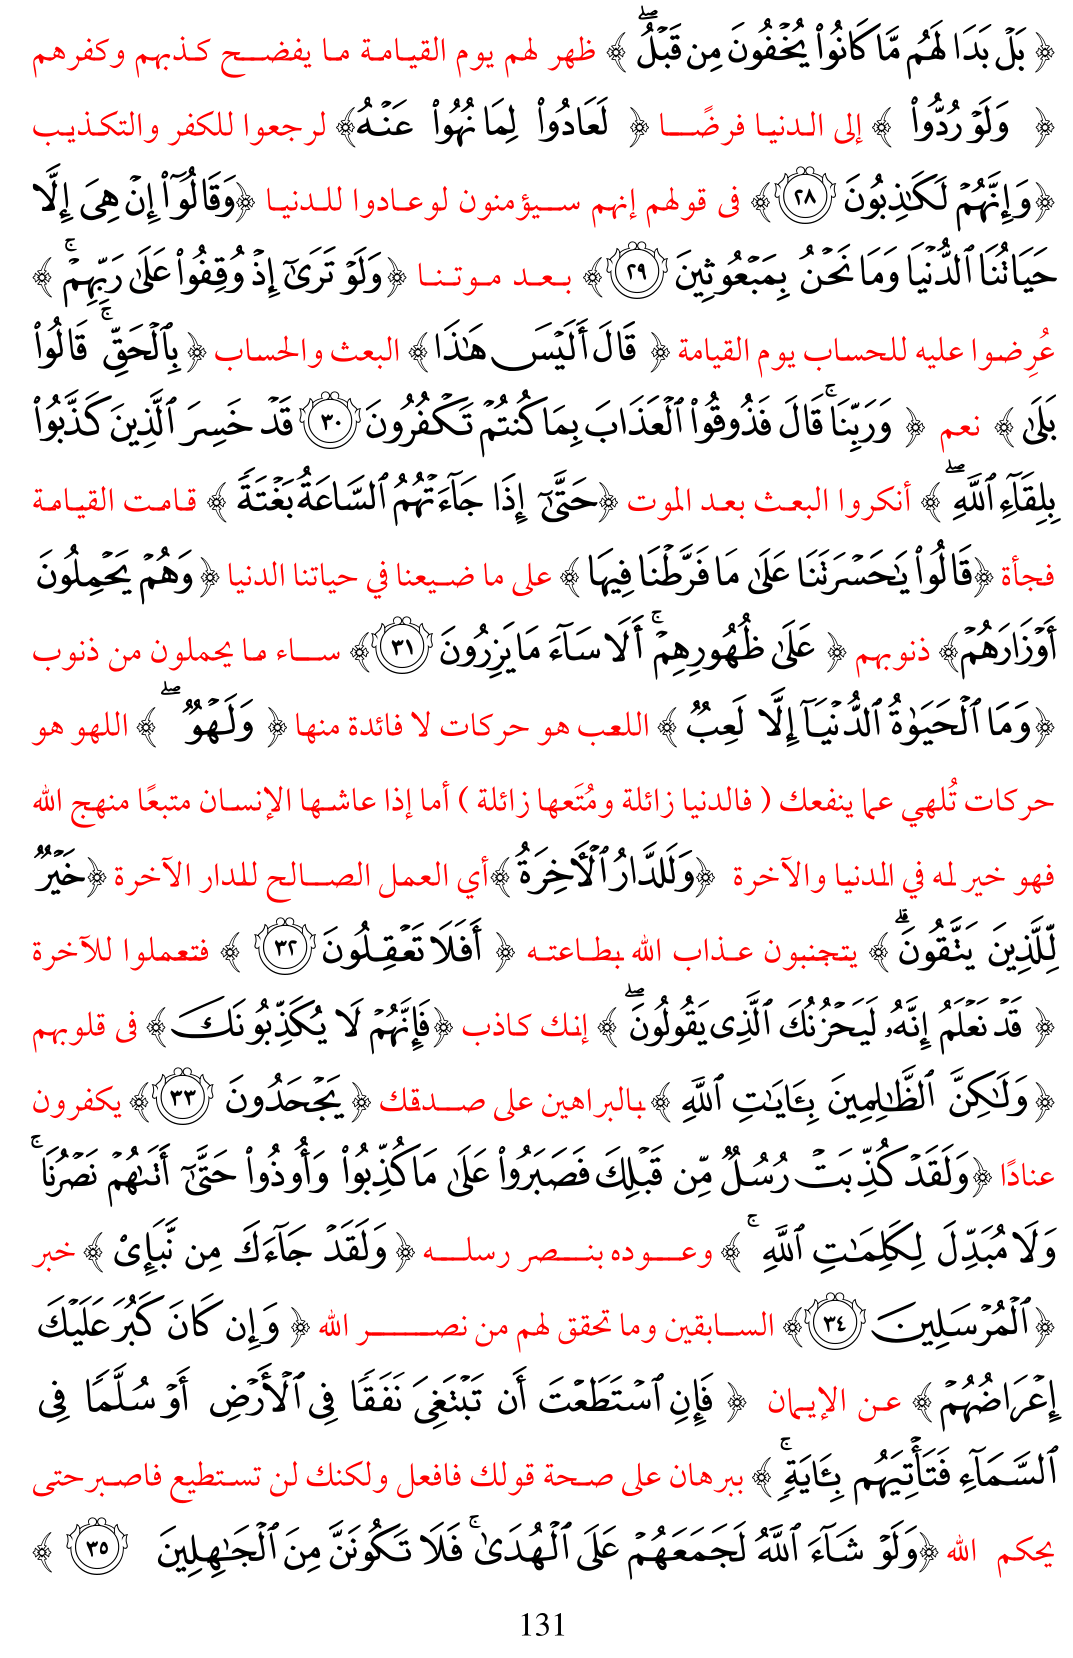 ﴿ بَلْ بَدَا لَهُم مَّا كَانُوا۟ يُخْفُونَ مِن قَبْلُ ۖ ﴾ ظهر لهم يوم القيامة ما يفضح كذبهم وكفرهم
﴿ وَلَوْ رُدُّوا۟ ﴾ إلى الدنيا فرضًا ﴿ لَعَادُوا۟ لِمَا نُهُوا۟ عَنْهُ﴾ لرجعوا للكفر والتكذيب
﴿وَإِنَّهُمْ لَكَٰذِبُونَ ٢٨﴾ فى قولهم إنهم سيؤمنون لوعادوا للدنيا ﴿وَقَالُوٓا۟ إِنْ هِىَ إِلَّا
حَيَاتُنَا ٱلدُّنْيَا وَمَا نَحْنُ بِمَبْعُوثِينَ ٢٩﴾ بعد موتنا ﴿وَلَوْ تَرَىٰٓ إِذْ وُقِفُوا۟ عَلَىٰ رَبِّهِمْ ۚ ﴾
عُرِضوا عليه للحساب يوم القيامة ﴿ قَالَ أَلَيْسَ هَٰذَا﴾ البعث والحساب ﴿بِٱلْحَقِّ ۚ قَالُوا۟
بَلَىٰ ﴾ نعم ﴿ وَرَبِّنَا ۚ قَالَ فَذُوقُوا۟ ٱلْعَذَابَ بِمَا كُنتُمْ تَكْفُرُونَ ٣٠ قَدْ خَسِرَ ٱلَّذِينَ كَذَّبُوا۟
بِلِقَآءِ ٱللَّهِ ۖ ﴾ أنكروا البعث بعد الموت ﴿حَتَّىٰٓ إِذَا جَآءَتْهُمُ ٱلسَّاعَةُ بَغْتَةً ﴾ قامت القيامة
فجأة ﴿قَالُوا۟ يَٰحَسْرَتَنَا عَلَىٰ مَا فَرَّطْنَا فِيهَا ﴾ على ما ضيعنا في حياتنا الدنيا ﴿وَهُمْ يَحْمِلُونَ
أَوْزَارَهُمْ﴾ ذنوبهم ﴿ عَلَىٰ ظُهُورِهِمْ ۚ أَلَا سَآءَ مَا يَزِرُونَ ٣١﴾ ساء ما يحملون من ذنوب
﴿وَمَا ٱلْحَيَوٰةُ ٱلدُّنْيَآ إِلَّا لَعِبٌ ﴾ اللعب هو حركات لا فائدة منها ﴿ وَلَهْوٌ ۖ ﴾ اللهو هو
حركات تُلهي عما ينفعك ( فالدنيا زائلة ومُتَعها زائلة ) أما إذا عاشها الإنسان متبعًا منهج الله
فهو خير له في الدنيا والآخرة ﴿وَلَلدَّارُ ٱلْـَٔاخِرَةُ ﴾أي العمل الصالح للدار الآخرة ﴿خَيْرٌ
لِّلَّذِينَ يَتَّقُونَ ۗ ﴾ يتجنبون عذاب الله بطاعته ﴿ أَفَلَا تَعْقِلُونَ ٣٢ ﴾ فتعملوا للآخرة
﴿ قَدْ نَعْلَمُ إِنَّهُۥ لَيَحْزُنُكَ ٱلَّذِى يَقُولُونَ ۖ ﴾ إنك كاذب ﴿فَإِنَّهُمْ لَا يُكَذِّبُونَكَ ﴾ فى قلوبهم
﴿ وَلَٰكِنَّ ٱلظَّٰلِمِينَ بِـَٔايَٰتِ ٱللَّهِ ﴾ بالبراهين على صدقك ﴿ يَجْحَدُونَ ٣٣﴾ يكفرون
عنادًا ﴿وَلَقَدْ كُذِّبَتْ رُسُلٌ مِّن قَبْلِكَ فَصَبَرُوا۟ عَلَىٰ مَا كُذِّبُوا۟ وَأُوذُوا۟ حَتَّىٰٓ أَتَىٰهُمْ نَصْرُنَا ۚ
وَلَا مُبَدِّلَ لِكَلِمَٰتِ ٱللَّهِ ۚ ﴾ وعوده بنصر رسله ﴿ وَلَقَدْ جَآءَكَ مِن نَّبَإِى۟ ﴾ خبر
﴿ ٱلْمُرْسَلِينَ ٣٤﴾ السابقين وما تحقق لهم من نصر الله ﴿ وَإِن كَانَ كَبُرَ عَلَيْكَ
إِعْرَاضُهُمْ ﴾ عن الإيمان ﴿ فَإِنِ ٱسْتَطَعْتَ أَن تَبْتَغِىَ نَفَقًا فِى ٱلْأَرْضِ أَوْ سُلَّمًا فِى
ٱلسَّمَآءِ فَتَأْتِيَهُم بِـَٔايَةٍ ۚ ﴾ ببرهان على صحة قولك فافعل ولكنك لن تستطيع فاصبرحتى
يحكم الله ﴿وَلَوْ شَآءَ ٱللَّهُ لَجَمَعَهُمْ عَلَى ٱلْهُدَىٰ ۚ فَلَا تَكُونَنَّ مِنَ ٱلْجَٰهِلِينَ ٣٥ ﴾
131